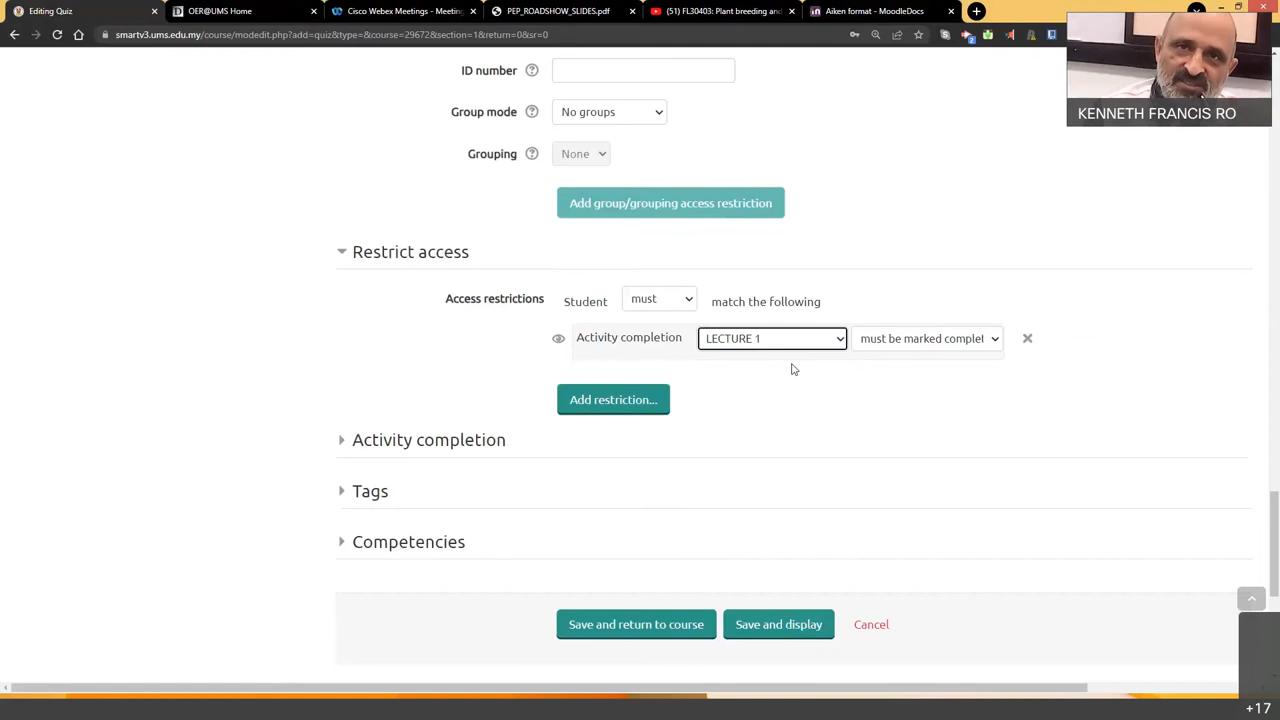 Editing Quiz
OER@UMS Home
Cisco Webex Meetings - Meeting
PEP_ROADSHOW_SLIDES.pdf
(51) FL30403: Plant breeding and
Aiken format - MoodleDocs
smartv3.ums.edu.my/course/modedit.php?add=quiz&type=&course=29672&section=1&return=0&sr=0
2
KENNETH FRANCIS RO
ID number
Group mode No groups
Grouping None
Add group/grouping access restriction
Restrict access
Access restrictions Student must match the following
Activity completion LECTURE 1 must be marked complet
Add restriction...
Activity completion
Tags
Competencies
Save and return to course Save and display Cancel
+17